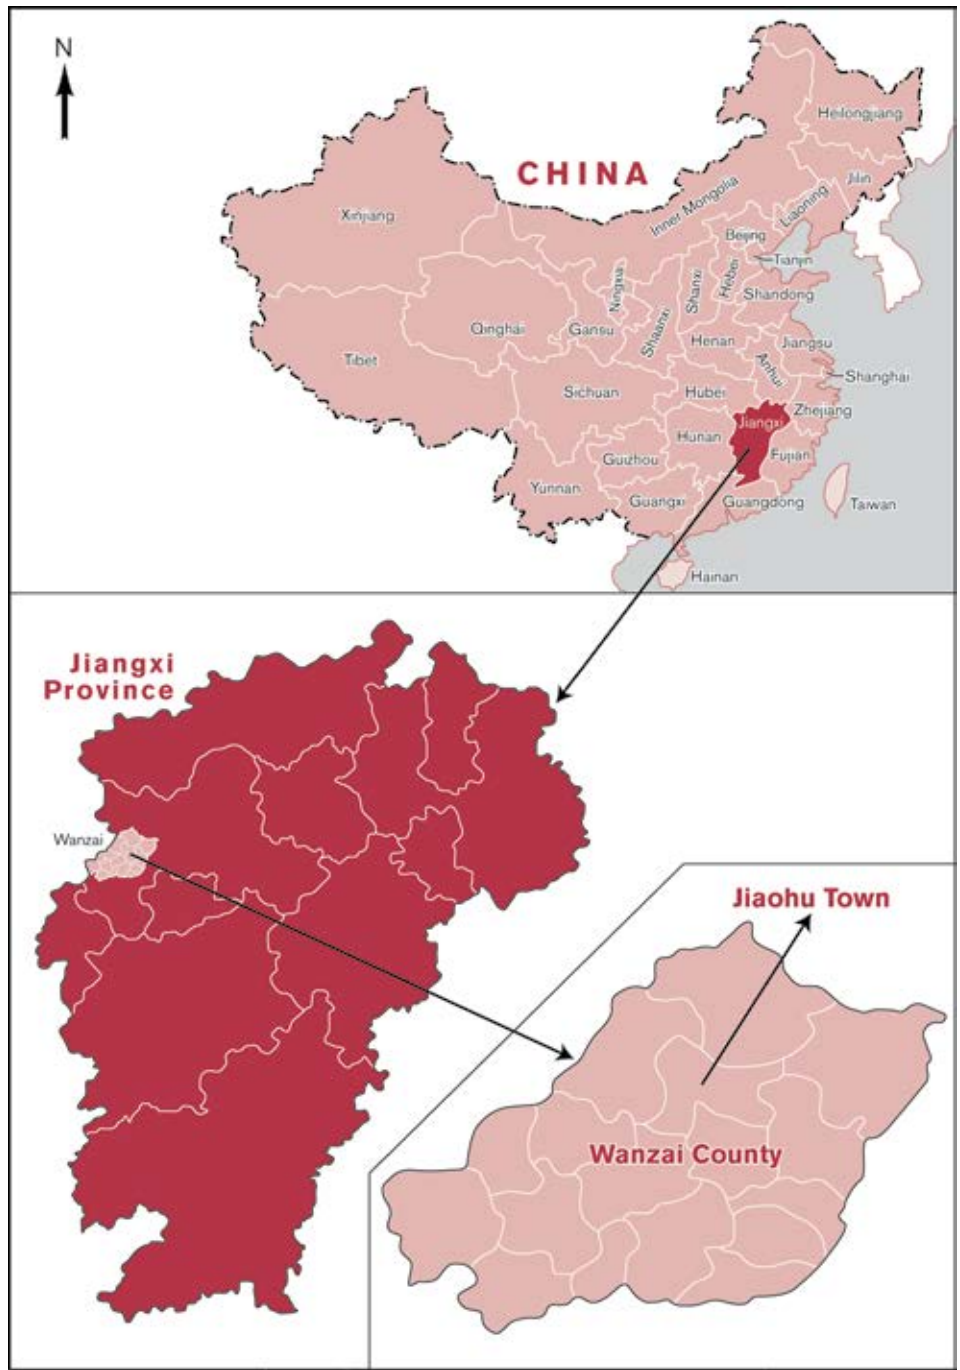 N
CHINA
Heilongjiang
Jilin
Liaoning
Inner Mongolia
Xinjiang
Beijing
Tianjin
Hebei
Shanxi
Ningxia
Shandong
Qinghai
Gansu
Shaanxi
Henan
Jiangsu
Anhui
Tibet
Shanghai
Sichuan
Hubei
Zhejiang
Jiangxi
Hunan
Guizhou
Fujian
Yunnan
Guangxi
Guangdong
Taiwan
Hainan
Jiangxi
Province
Wanzai
Jiaohu Town
Wanzai County